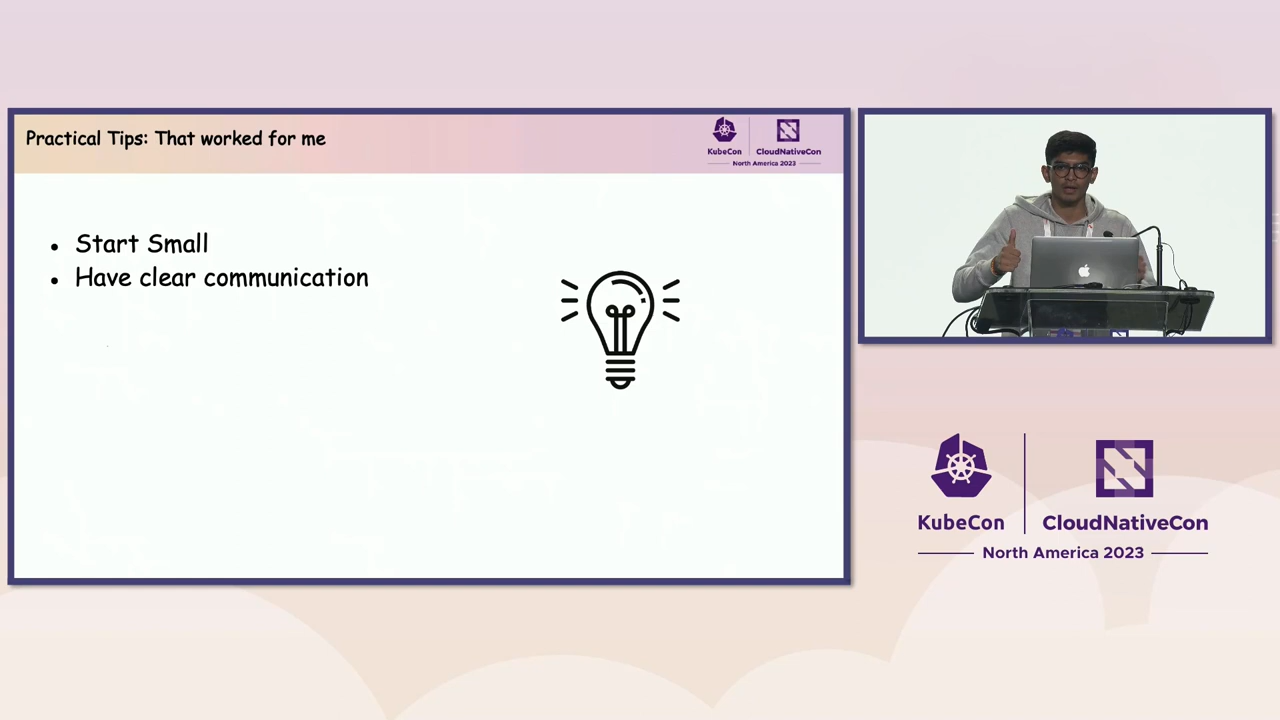 Practical Tips: That worked for me
KubeCon
CloudNativeCon
North America 2023
• Start Small
• Have clear communication
KubeCon
CloudNativeCon
North America 2023